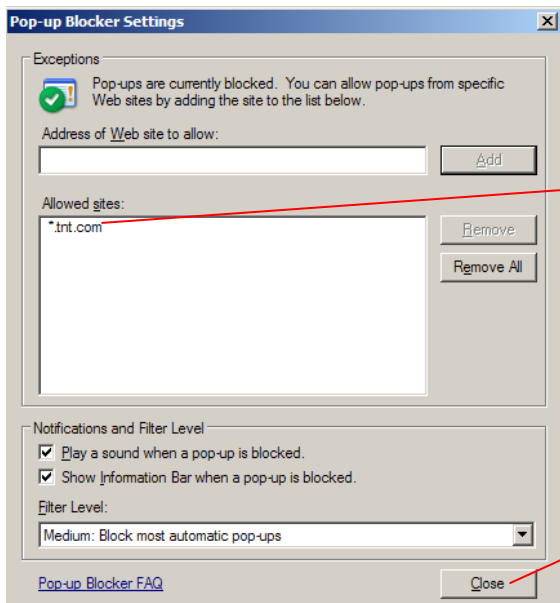 Pop-up Blocker Settings
Exceptions
Pop-ups are currently blocked. You can allow pop-ups from specific
Web sites by adding the site to the list below.
Address of Web site to allow:
Add
Allowed sites:
*.tnt.com
Remove
Remove All
Notifications and Filter Level
Play a sound when a pop-up is blocked.
Show Information Bar when a pop-up is blocked.
Filter Level:
Medium: Block most automatic pop-ups
Pop-up Blocker FAQ
Close